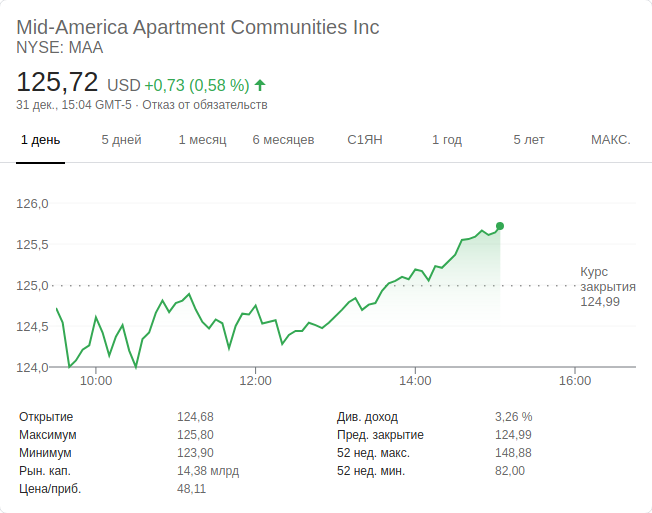 Mid-America Apartment Communities Inc
NYSE: MAA
125,72 USD +0,73 (0,58 %)
31 дек., 15:04 GMT-5 · Отказ от обязательств
1 день 5 дней 1 месяц 6 месяцев С1ЯН 1 год 5 лет МАКС.
126,0
125,5
125,0
124,5
124,0
Курс
закрытия
124,99
10:00 12:00 14:00 16:00
Открытие 124,68
Максимум 125,80
Минимум 123,90
Рын. кап. 14,38 млрд
Цена/приб. 48,11
Див. доход 3,26 %
Пред. закрытие 124,99
52 нед. макс. 148,88
52 нед. мин. 82,00